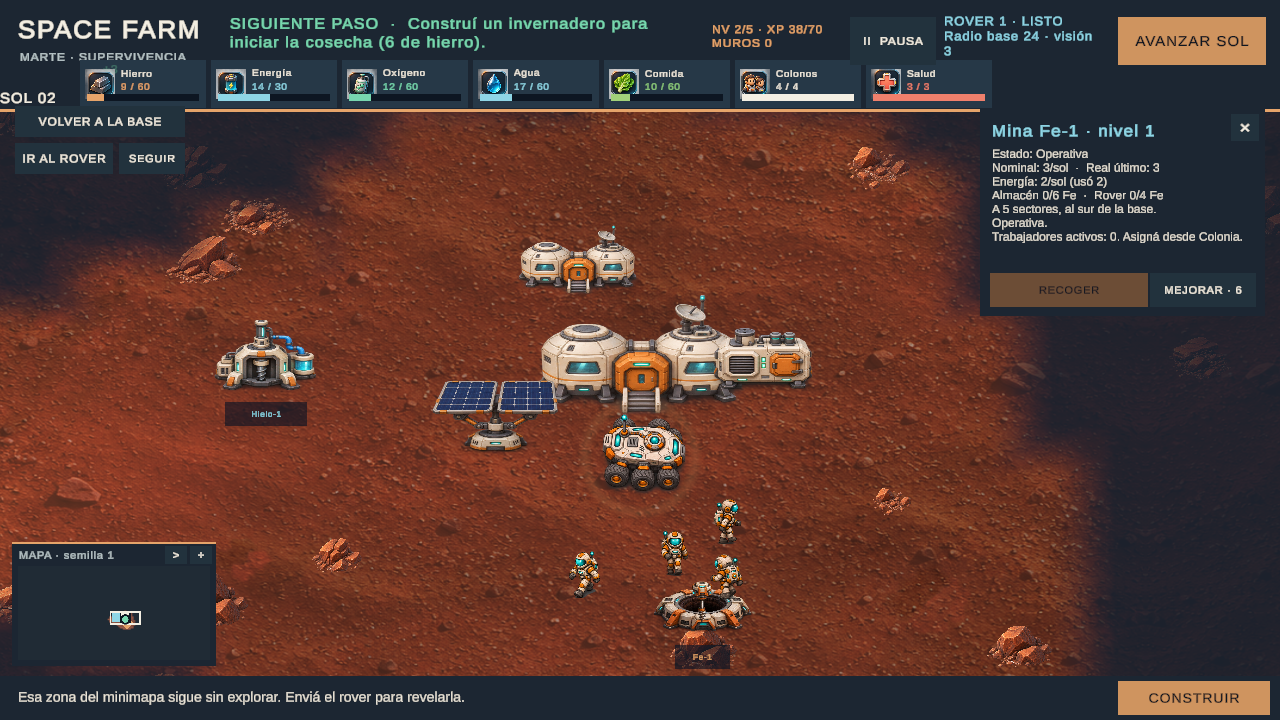 SPACE FARM
MARTE · SUPERVIVENCIA
SOL 02
SIGUIENTE PASO · Construí un invernadero para
iniciar la cosecha (6 de hierro).
NV 2/5 · XP 38/70
MUROS 0
II PAUSA
ROVER 1 · LISTO
Radio base 24 · visión
3
AVANZAR SOL
Hierro
9 / 60
Energía
14 / 30
Oxígeno
12 / 60
Agua
17 / 60
Comida
10 / 60
Colonos
4 / 4
Salud
3 / 3
VOLVER A LA BASE
IR AL ROVER
SEGUIR
Mina Fe-1 · nivel 1
×
Estado: Operativa
Nominal: 3/sol · Real último: 3
Energía: 2/sol (usó 2)
Almacén 0/6 Fe · Rover 0/4 Fe
A 5 sectores, al sur de la base.
Operativa.
Trabajadores activos: 0. Asigná desde Colonia.
RECOGER
MEJORAR · 6
Hielo-1
Fe-1
MAPA · semilla 1
>
+
Esa zona del minimapa sigue sin explorar. Enviá el rover para revelarla.
CONSTRUIR